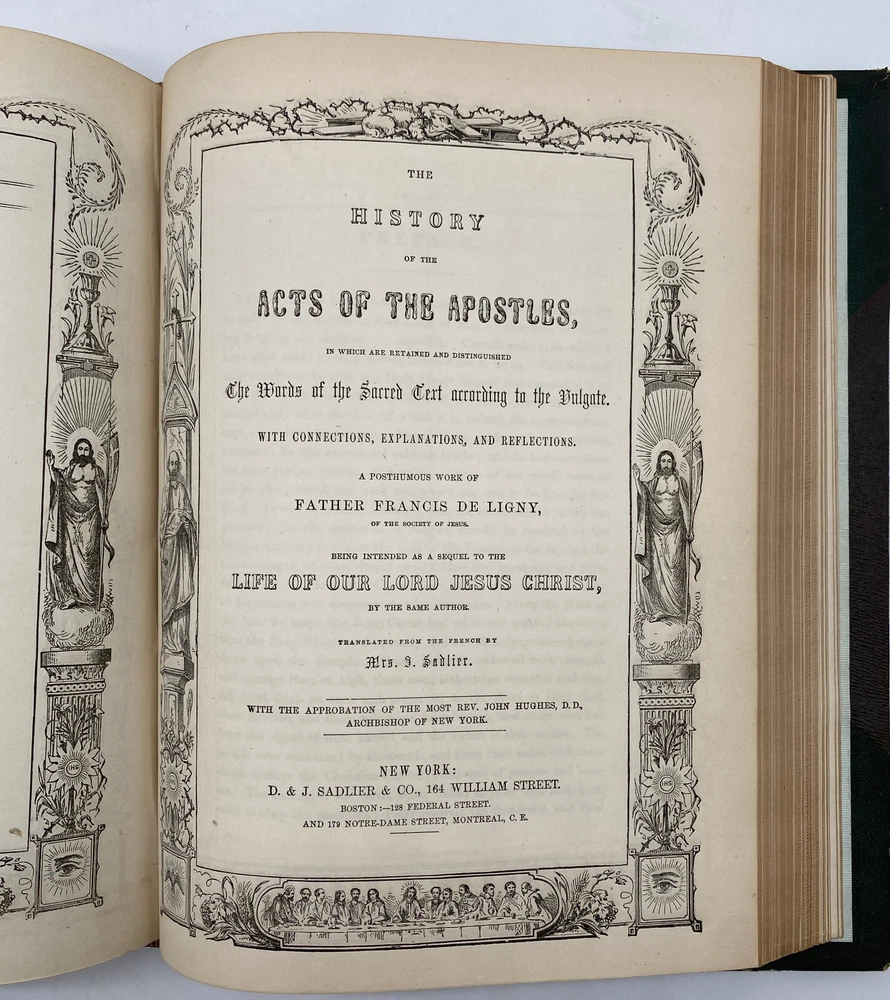 THE
HISTORY
OF THE
ACTS OF THE APOSTLES,
IN WHICH ARE RETAINED AND DISTINGUISHED
The Words of the Sacred Text according to the Vulgate.
WITH CONNECTIONS, EXPLANATIONS, AND REFLECTIONS.
A POSTHUMOUS WORK OF
FATHER FRANCIS DE LIGNY,
OF THE SOCIETY OF JESUS.
BEING INTENDED AS A SEQUEL TO THE
LIFE OF OUR LORD JESUS CHRIST,
BY THE SAME AUTHOR.
TRANSLATED FROM THE FRENCH BY
Mrs. J. Sadlier.
WITH THE APPROBATION OF THE MOST REV. JOHN HUGHES, D.D.,
ARCHBISHOP OF NEW YORK.
NEW YORK:
D. & J. SADLIER & CO., 164 WILLIAM STREET.
BOSTON:—128 FEDERAL STREET.
AND 179 NOTRE-DAME STREET, MONTREAL, C. E.
IHS
IHS